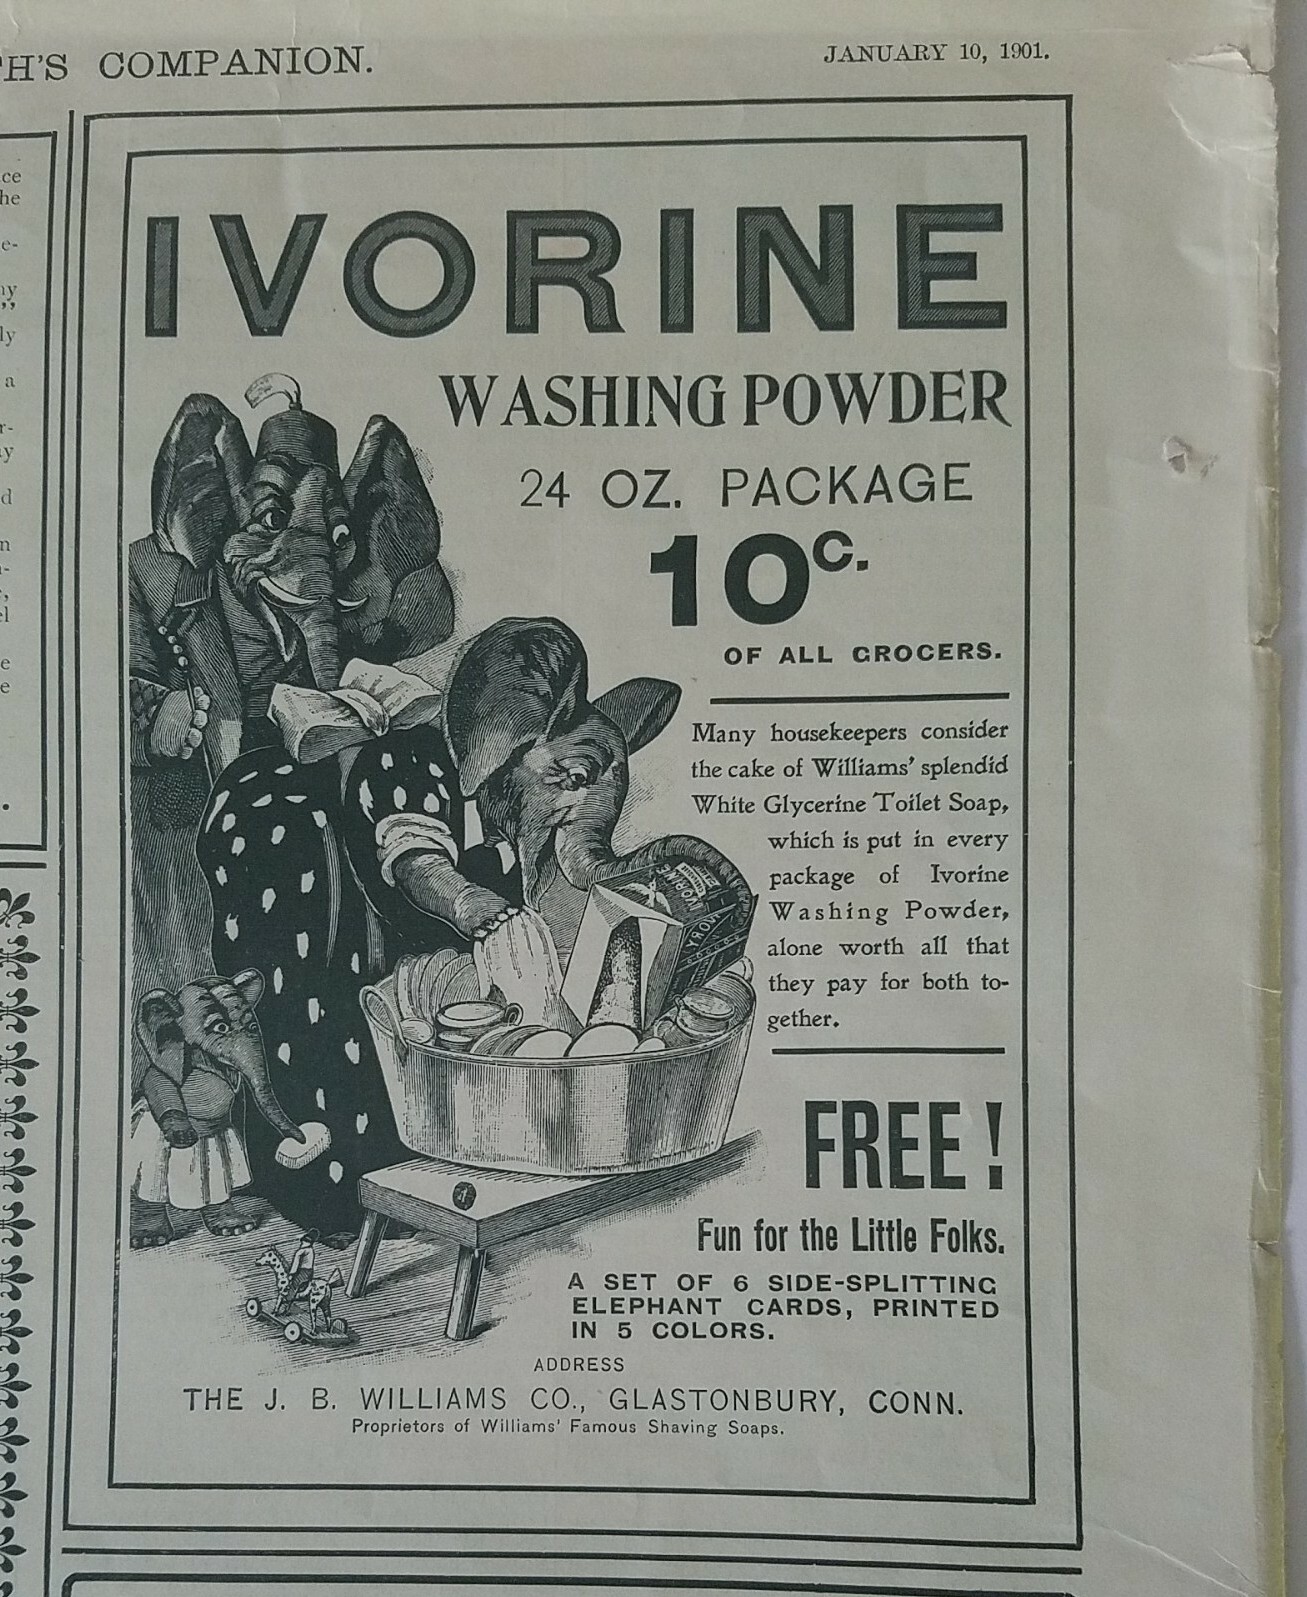 TH'S COMPANION.
JANUARY 10, 1901.
IVORINE
WASHING POWDER
24 OZ. PACKAGE
10C.
OF ALL GROCERS.
Many housekeepers consider
the cake of Williams' splendid
White Glycerine Toilet Soap,
which is put in every
package of Ivorine
Washing Powder,
alone worth all that
they pay for both to-
gether.
IVORINE
FREE!
Fun for the Little Folks.
A SET OF 6 SIDE-SPLITTING
ELEPHANT CARDS, PRINTED
IN 5 COLORS.
ADDRESS
THE J. B. WILLIAMS CO., GLASTONBURY, CONN.
Proprietors of Williams' Famous Shaving Soaps.